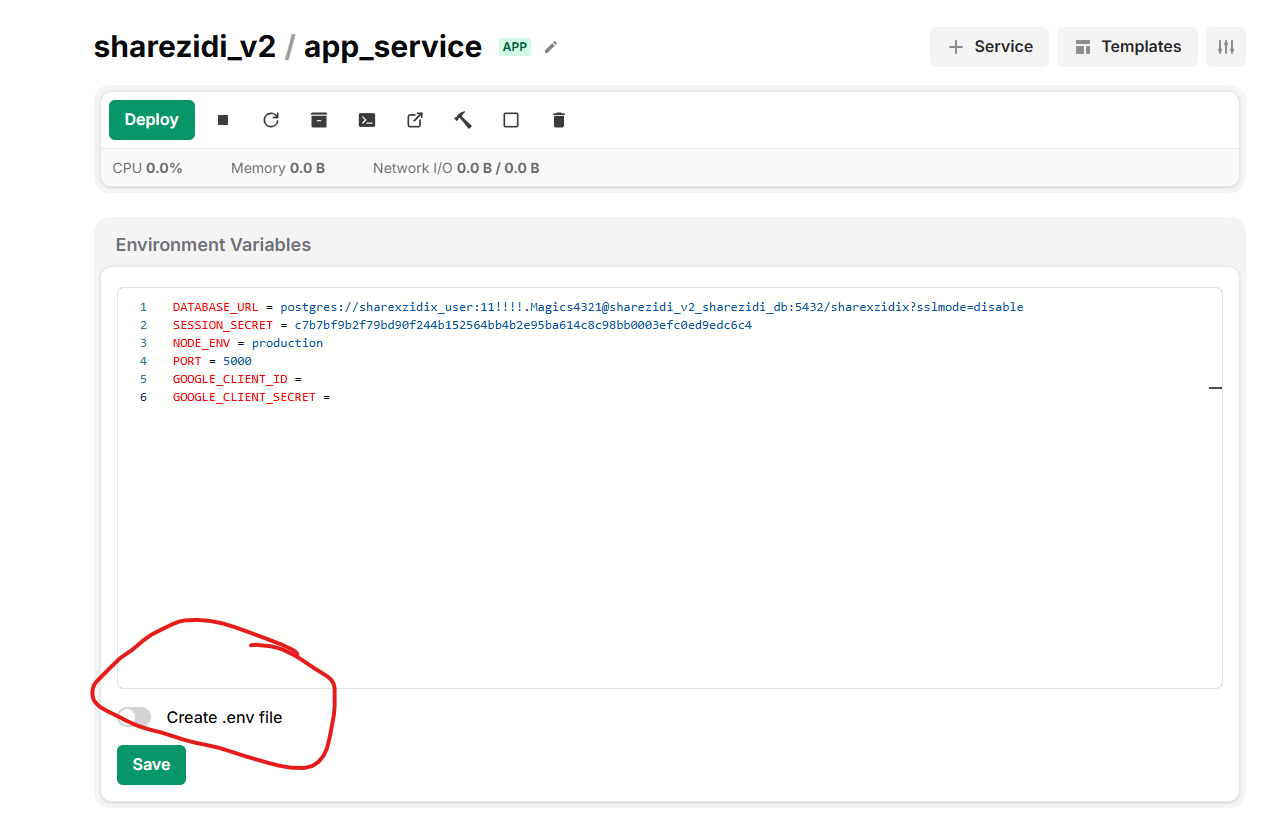 sharezidi_v2 / app_service APP
+ Service
Templates
Deploy
CPU 0.0% Memory 0.0 B Network I/O 0.0 B / 0.0 B
Environment Variables
1 DATABASE_URL = postgres://sharexzidix_user:11!!!!.Magics4321@sharezidi_v2_sharezidi_db:5432/sharexzidix?sslmode=disable
2 SESSION_SECRET = c7b7bf9b2f79bd90f244b152564bb4b2e95ba614c8c98bb0003efc0ed9edc6c4
3 NODE_ENV = production
4 PORT = 5000
5 GOOGLE_CLIENT_ID =
6 GOOGLE_CLIENT_SECRET =
Create .env file
Save